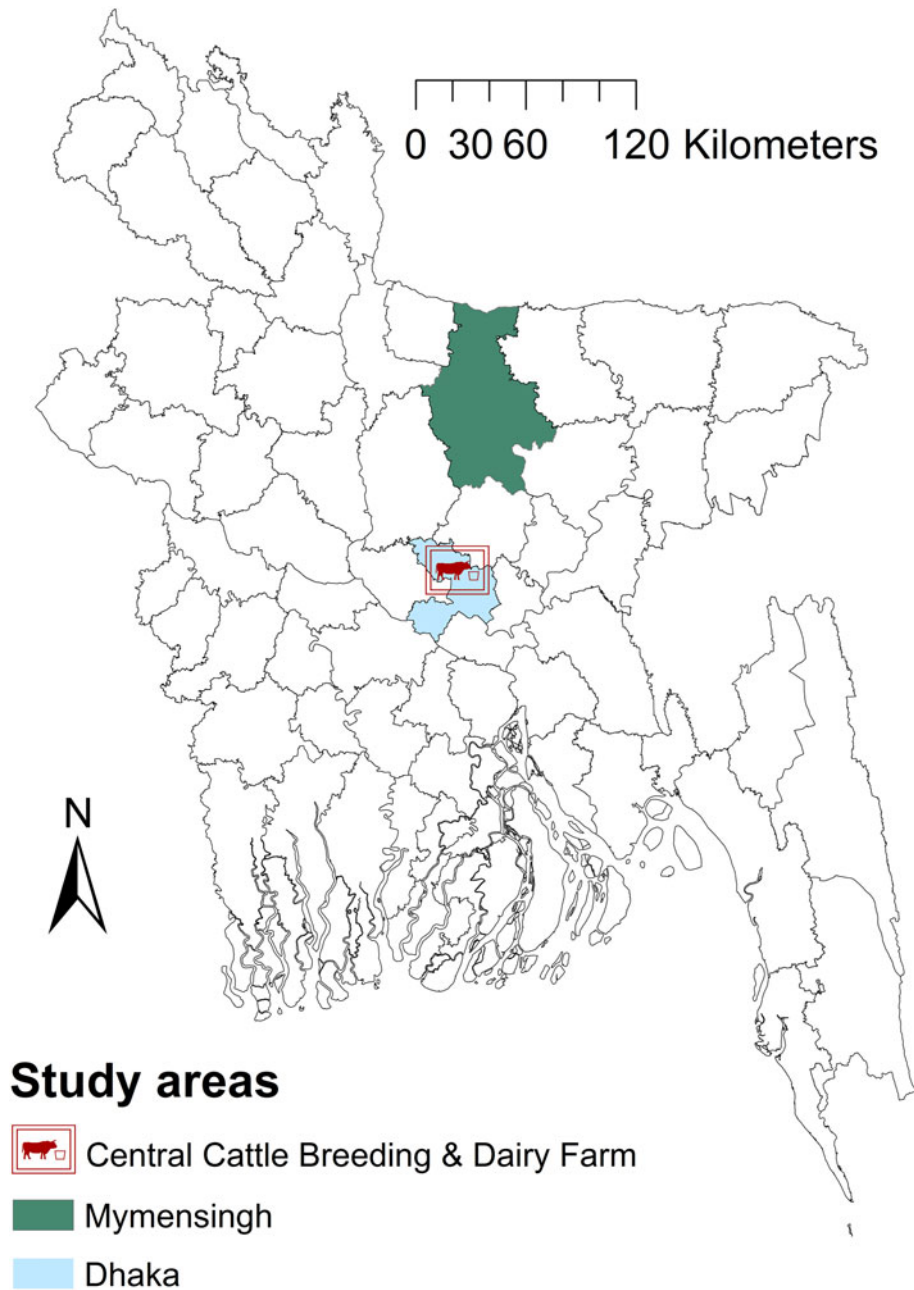 0 30 60 120 Kilometers
N
Study areas
Central Cattle Breeding & Dairy Farm
Mymensingh
Dhaka